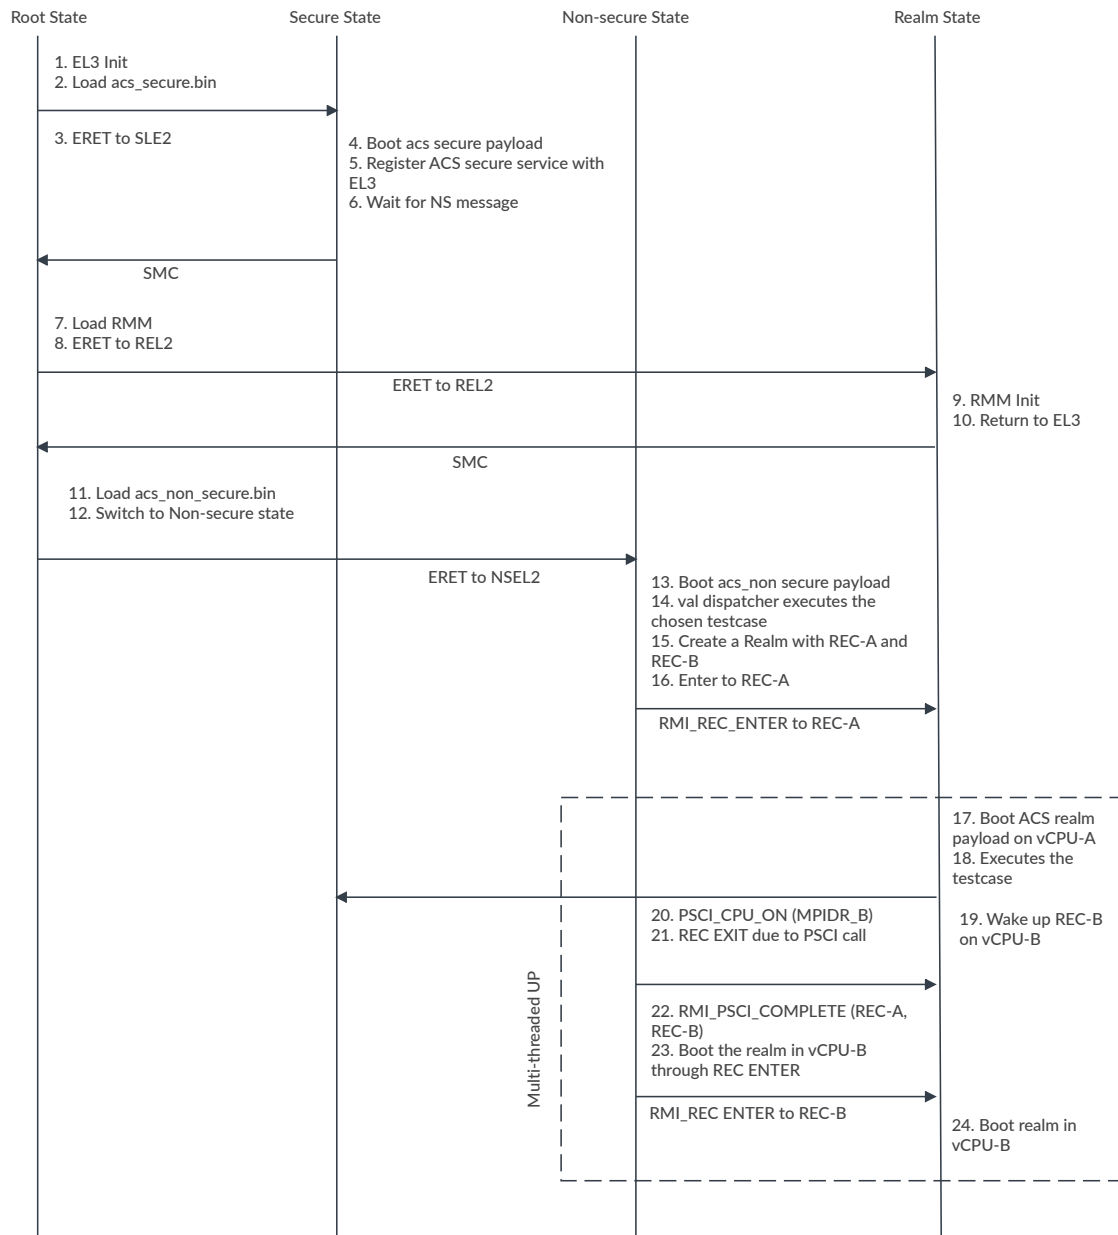 Root State
Secure State
Non-secure State
Realm State
1. EL3 Init
2. Load acs_secure.bin
3. ERET to SLE2
4. Boot acs secure payload
5. Register ACS secure service with
EL3
6. Wait for NS message
SMC
7. Load RMM
8. ERET to REL2
ERET to REL2
9. RMM Init
10. Return to EL3
SMC
11. Load acs_non_secure.bin
12. Switch to Non-secure state
ERET to NSEL2
13. Boot acs_non secure payload
14. val dispatcher executes the
chosen testcase
15. Create a Realm with REC-A and
REC-B
16. Enter to REC-A
RMI_REC_ENTER to REC-A
17. Boot ACS realm
payload on vCPU-A
18. Executes the
testcase
19. Wake up REC-B
on vCPU-B
20. PSCI_CPU_ON (MPIDR_B)
21. REC EXIT due to PSCI call
Multi-threaded UP
22. RMI_PSCI_COMPLETE (REC-A,
REC-B)
23. Boot the realm in vCPU-B
through REC ENTER
RMI_REC ENTER to REC-B
24. Boot realm in
vCPU-B